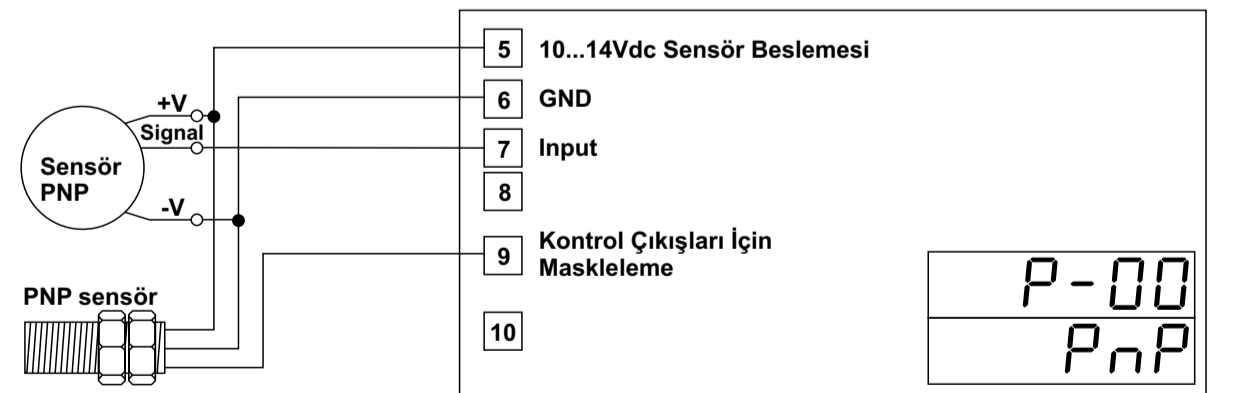 5 10...14Vdc Sensör Beslemesi
+V
6 GND
Signal
7 Input
Sensör
PNP
8
-V
9 Kontrol Çıkışları İçin
Maskleleme
PNP sensör
10
P-00
PnP